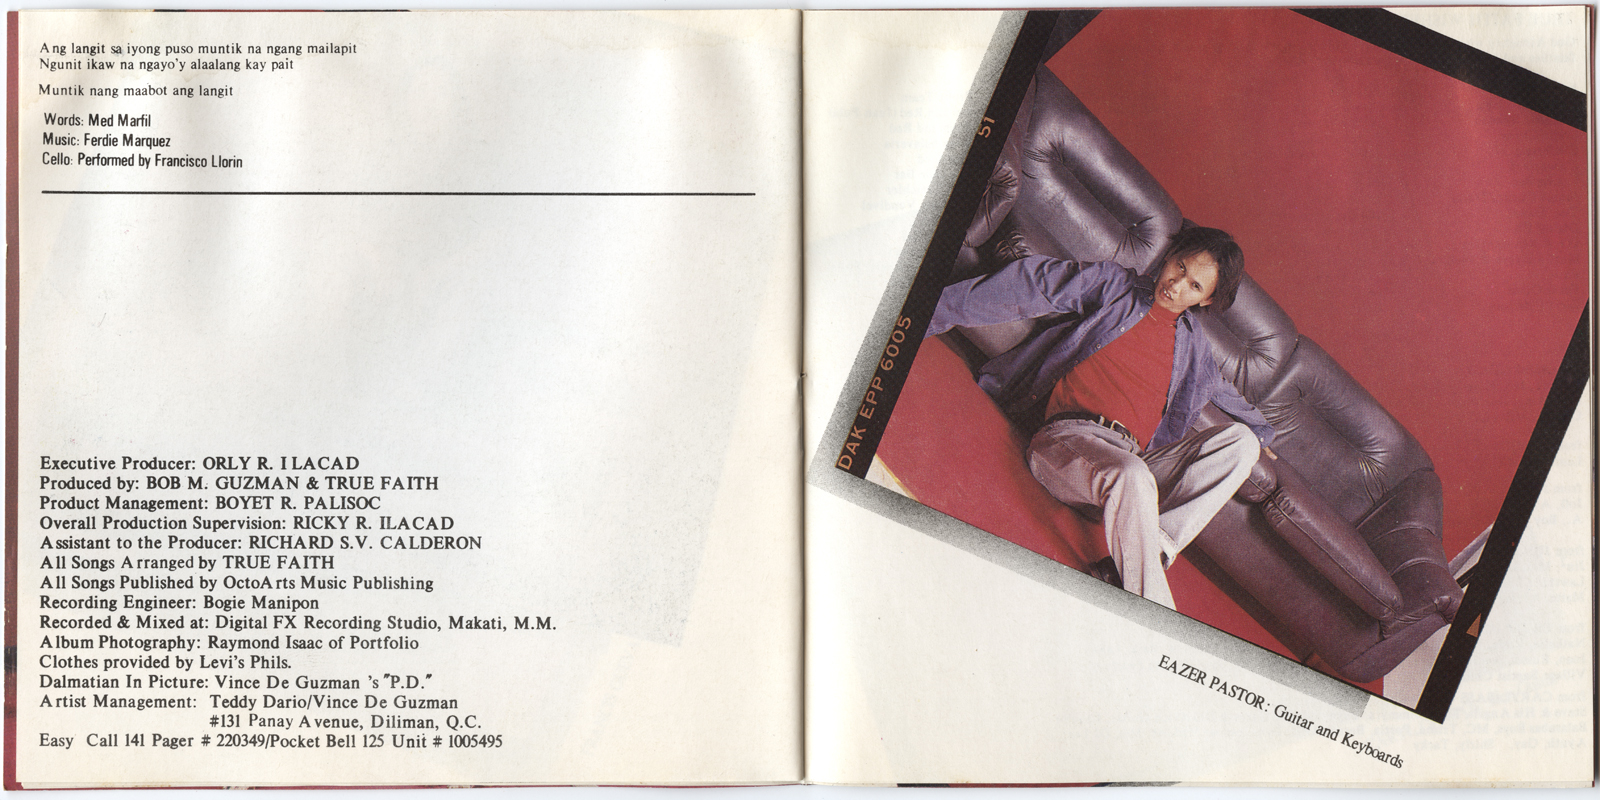 Ang langit sa iyong puso muntik na ngang mailapit
Ngunit ikaw na ngayo'y alaalang kay pait
Muntik nang maabot ang langit
Words: Med Marfil
Music: Ferdie Marquez
Cello: Performed by Francisco Llorin
Executive Producer: ORLY R. ILACAD
Produced by: BOB M. GUZMAN & TRUE FAITH
Product Management: BOYET R. PALISOC
Overall Production Supervision: RICKY R. ILACAD
Assistant to the Producer: RICHARD S.V. CALDERON
All Songs Arranged by TRUE FAITH
All Songs Published by OctoArts Music Publishing
Recording Engineer: Bogie Manipon
Recorded & Mixed at: Digital FX Recording Studio, Makati, M.M.
Album Photography: Raymond Isaac of Portfolio
Clothes provided by Levi's Phils.
Dalmatian In Picture: Vince De Guzman 's "P.D."
Artist Management: Teddy Dario/Vince De Guzman
#131 Panay Avenue, Diliman, Q.C.
Easy Call 141 Pager # 220349/Pocket Bell 125 Unit # 1005495
51
DAK EPP 6005
EAZER PASTOR: Guitar and Keyboards